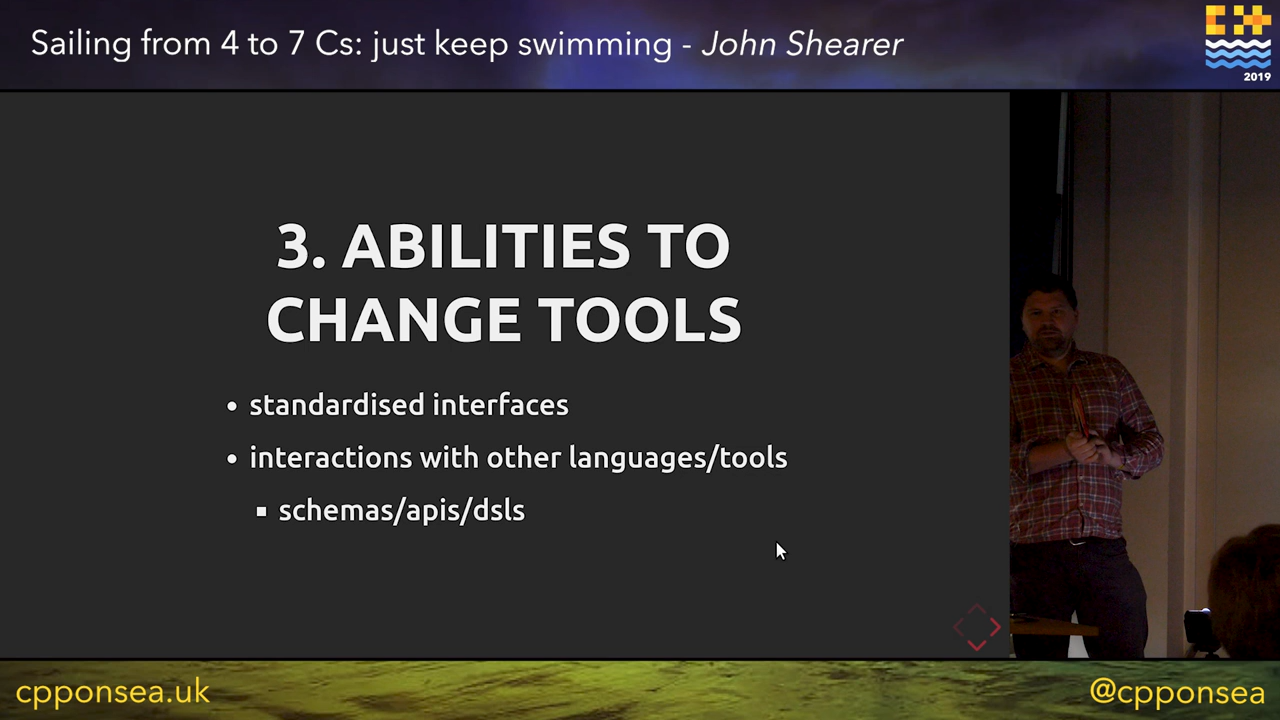 Sailing from 4 to 7 Cs: just keep swimming - John Shearer
2019
3. ABILITIES TO
CHANGE TOOLS
• standardised interfaces
• interactions with other languages/tools
▪ schemas/apis/dsls
cpponsea.uk
@cpponsea